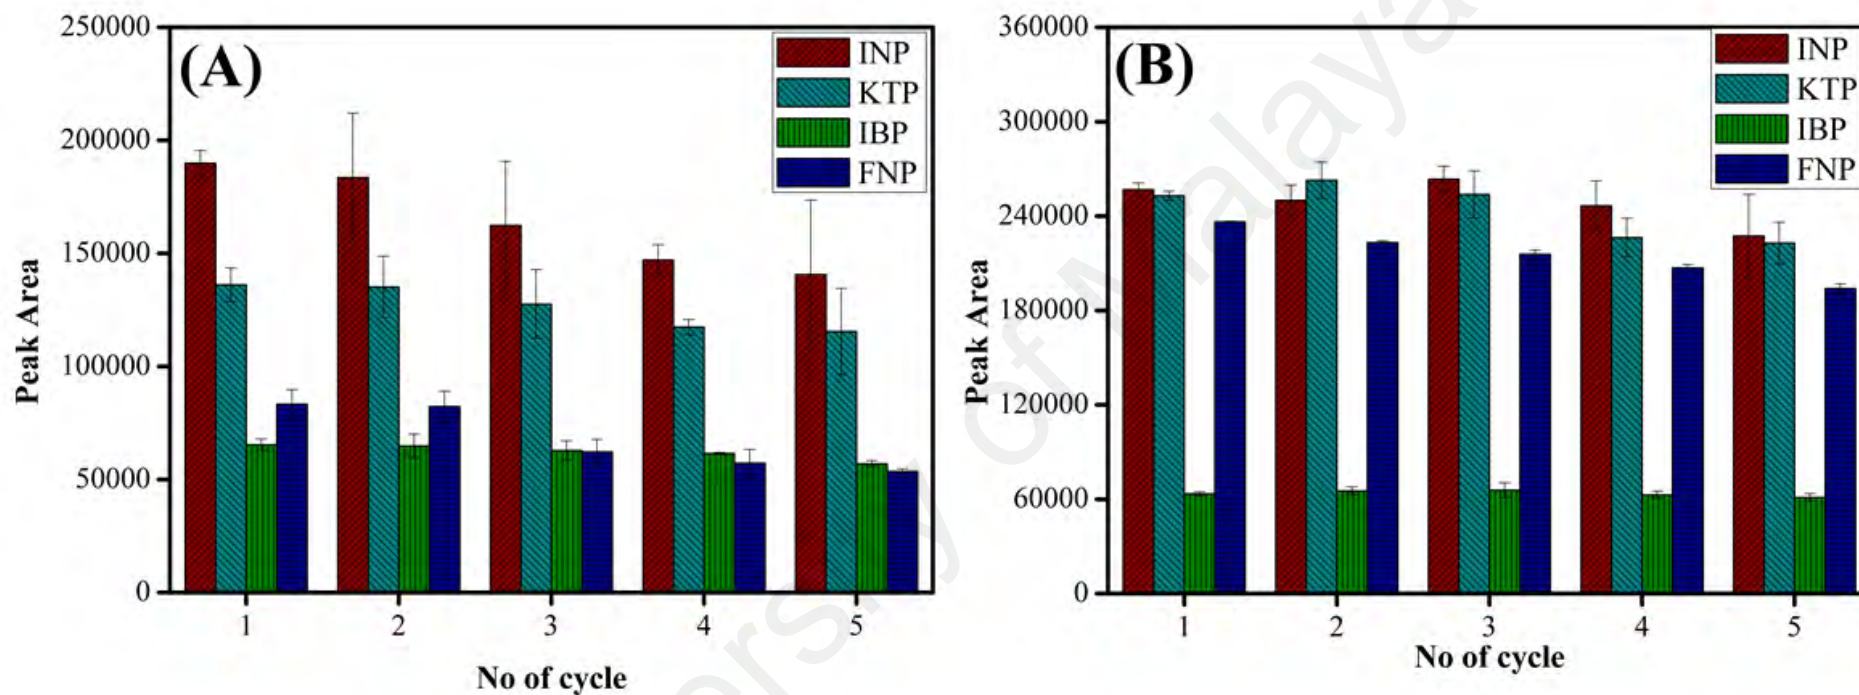 (A)
INP
KTP
IBP
FNP
250000
200000
150000
100000
50000
0
Peak Area
1 2 3 4 5
No of cycle
(B)
INP
KTP
IBP
FNP
360000
300000
240000
180000
120000
60000
0
Peak Area
1 2 3 4 5
No of cycle
of Malaya